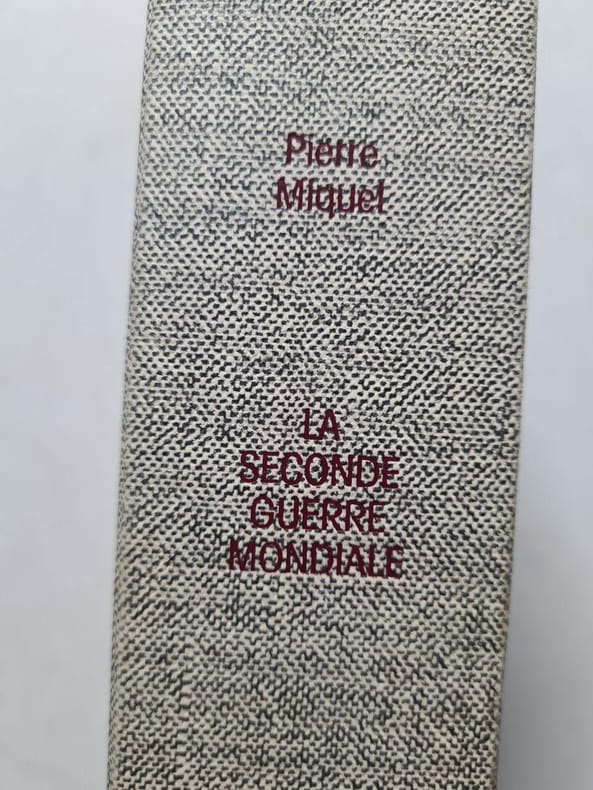 Pierre
Miquel
LA
SECONDE
GUERRE
MONDIALE